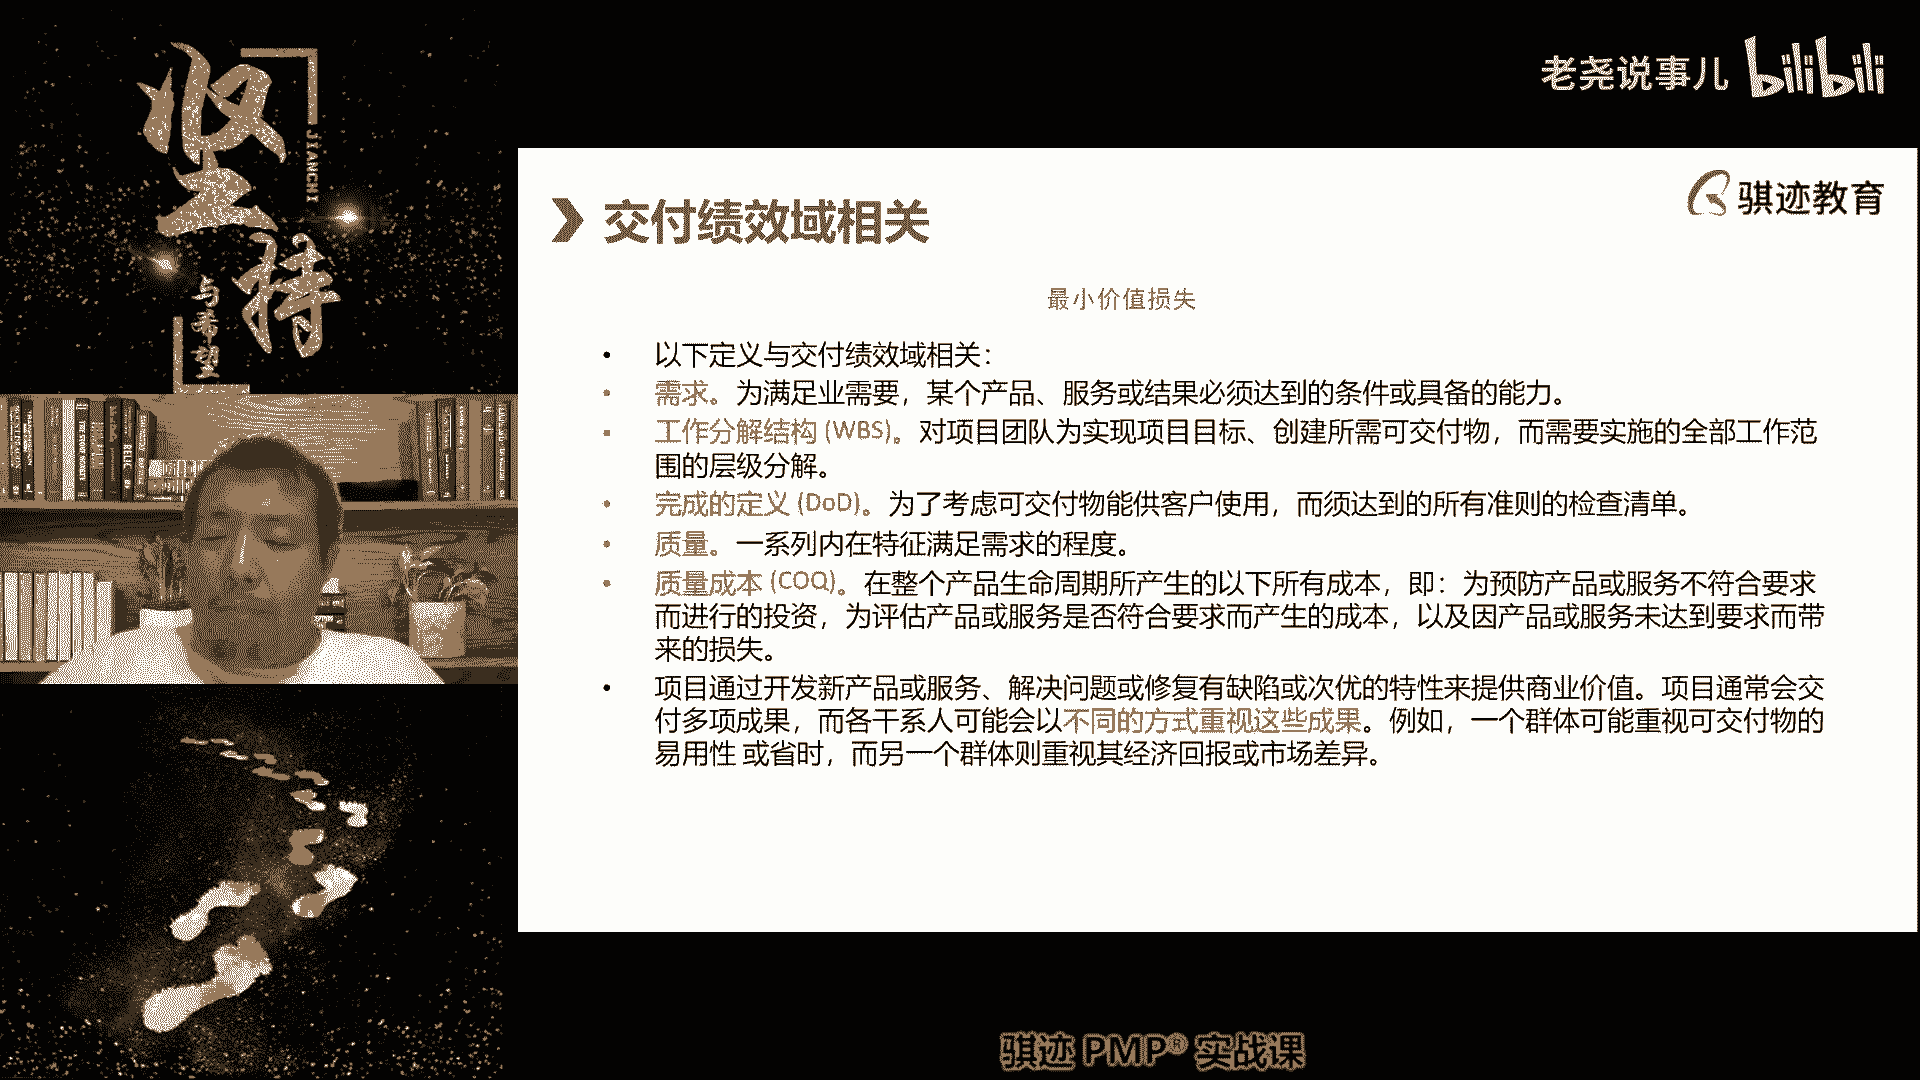 坚持
JIANCHI
与希望
老尧说事儿 bilibili
骐迹教育
交付绩效域相关
最小价值损失
• 以下定义与交付绩效域相关：
• 需求。为满足业需要，某个产品、服务或结果必须达到的条件或具备的能力。
• 工作分解结构 (WBS)。对项目团队为实现项目目标、创建所需可交付物，而需要实施的全部工作范
围的层级分解。
• 完成的定义 (DoD)。为了考虑可交付物能供客户使用，而须达到的所有准则的检查清单。
• 质量。一系列内在特征满足需求的程度。
• 质量成本 (COQ)。在整个产品生命周期所产生的以下所有成本，即：为预防产品或服务不符合要求
而进行的投资，为评估产品或服务是否符合要求而产生的成本，以及因产品或服务未达到要求而带
来的损失。
• 项目通过开发新产品或服务、解决问题或修复有缺陷或次优的特性来提供商业价值。项目通常会交
付多项成果，而各干系人可能会以不同的方式重视这些成果。例如，一个群体可能重视可交付物的
易用性 或省时，而另一个群体则重视其经济回报或市场差异。
骐迹 PMP® 实战课